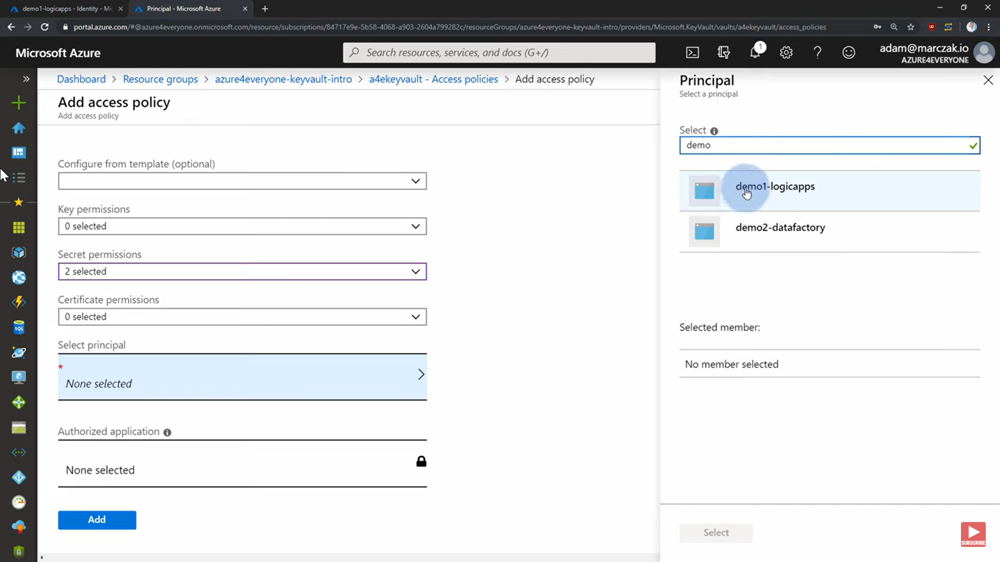 demo1-logicapps - Identity - Mi
Principal - Microsoft Azure
portal.azure.com/#@azure4everyone.onmicrosoft.com/resource/subscriptions/84717e9e-5b58-4068-a903-2604a799282c/resourceGroups/azure4everyone-keyvault-intro/providers/Microsoft.KeyVault/vaults/a4ekeyvault/access_policies
Microsoft Azure
Search resources, services, and docs (G+/)
1
adam@marczak.io
AZURE4EVERYONE
Dashboard > Resource groups > azure4everyone-keyvault-intro > a4ekeyvault - Access policies > Add access policy
Add access policy
Add access policy
Configure from template (optional)
Key permissions
0 selected
Secret permissions
2 selected
Certificate permissions
0 selected
Select principal
*
None selected
Authorized application
None selected
Add
Principal
Select a principal
Select
demo
demo1-logicapps
demo2-datafactory
Selected member:
No member selected
Select
SUBSCRIBE
SQL